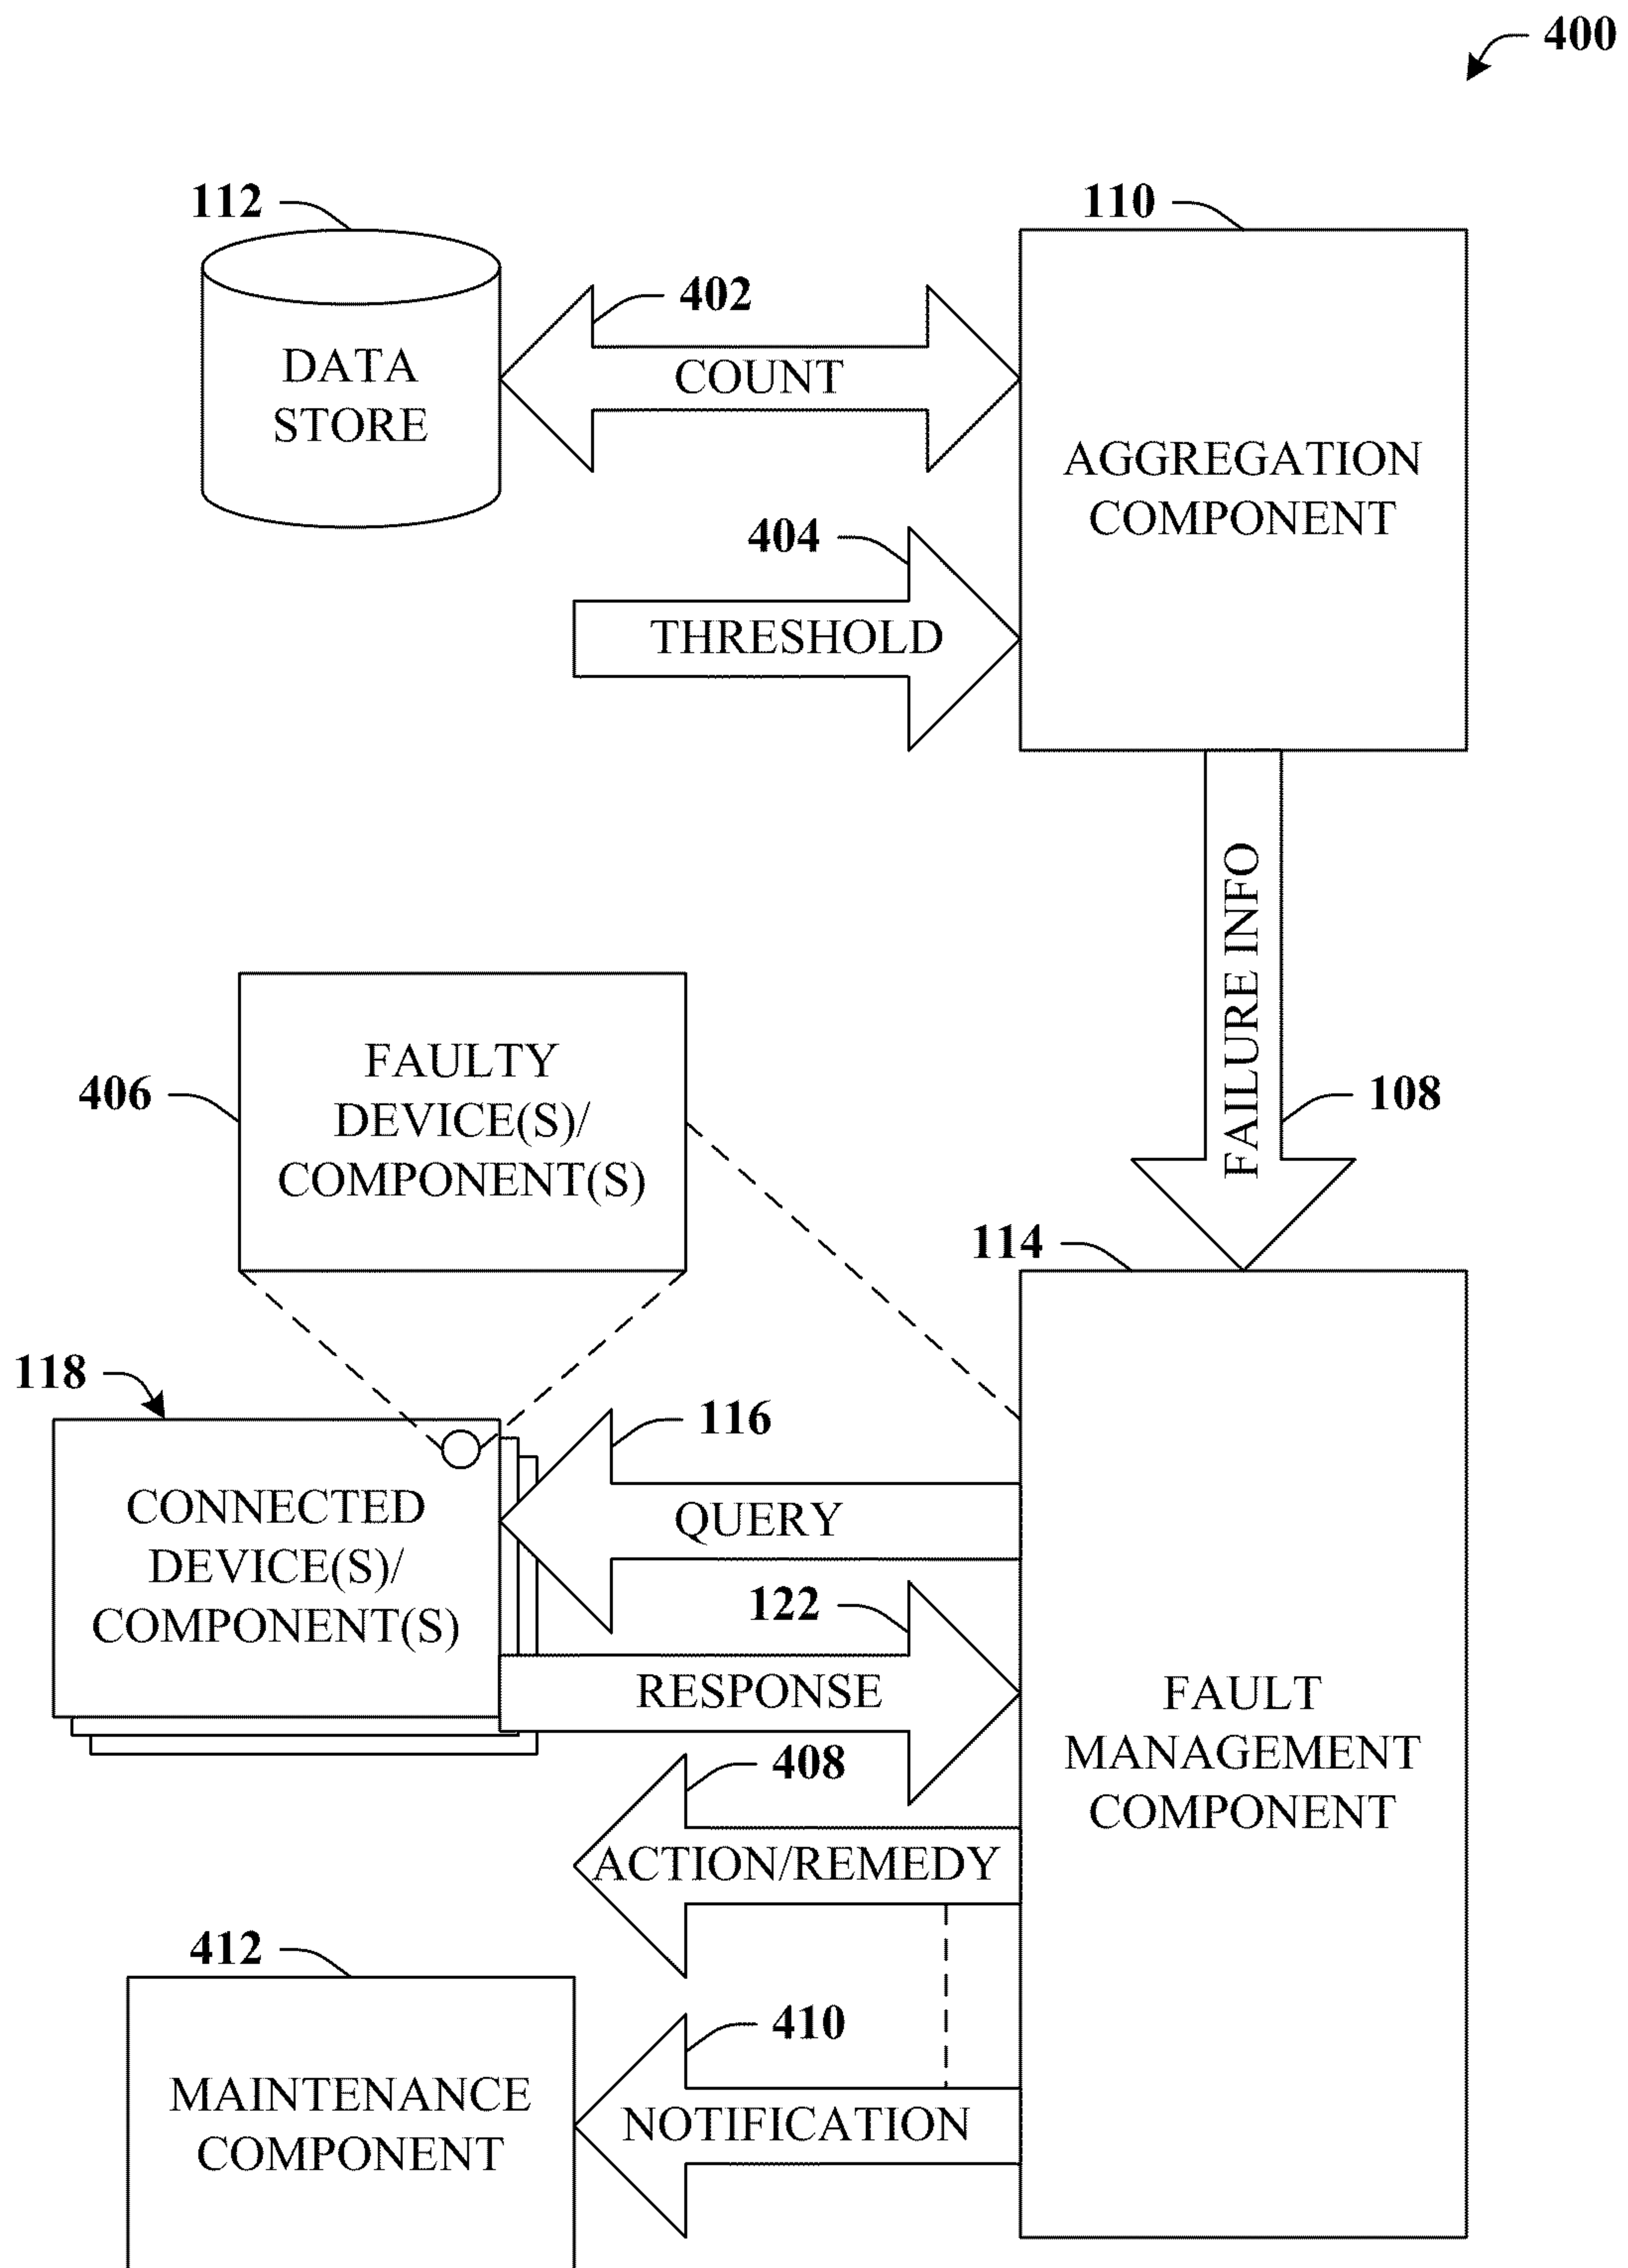 400
112
110
402
DATA
STORE
COUNT
AGGREGATION
COMPONENT
404
THRESHOLD
FAILURE INFO
108
406
FAULTY
DEVICE(S)/
COMPONENT(S)
114
118
116
CONNECTED
DEVICE(S)/
COMPONENT(S)
QUERY
122
RESPONSE
FAULT
MANAGEMENT
COMPONENT
408
ACTION/REMEDY
412
410
MAINTENANCE
COMPONENT
NOTIFICATION